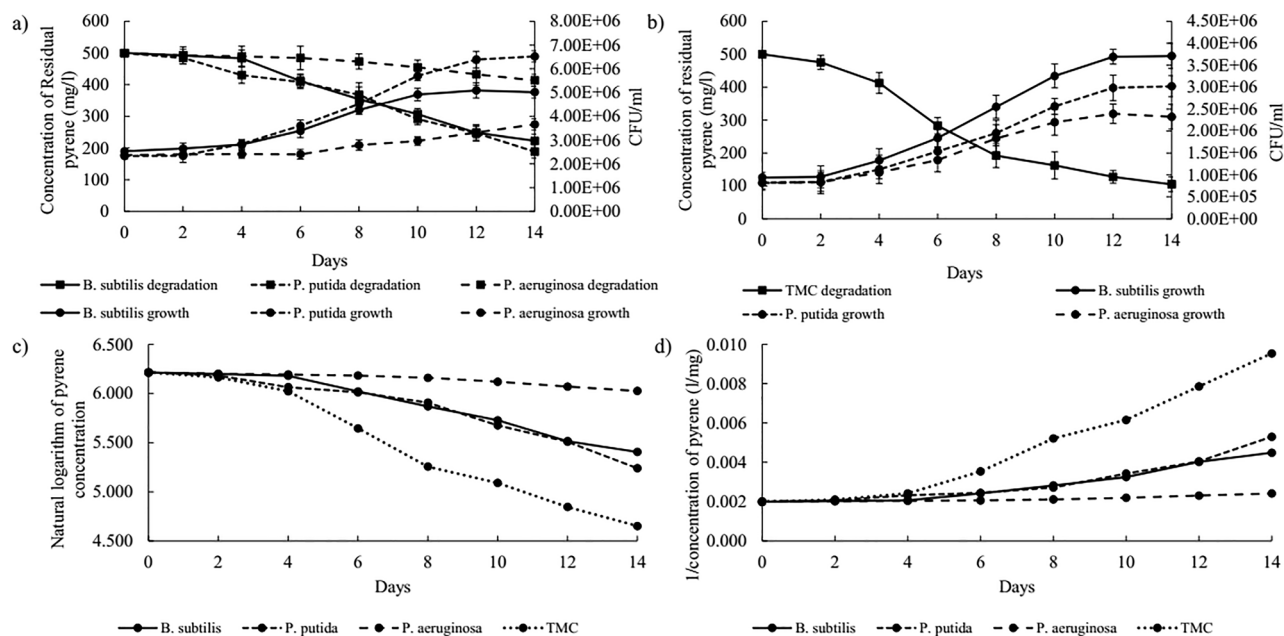 a)
Concentration of Residual
pyrene (mg/l)
600
500
400
300
200
100
0
0 2 4 6 8 10 12 14
Days
8.00E+06
7.00E+06
6.00E+06
5.00E+06
4.00E+06
3.00E+06
2.00E+06
1.00E+06
0.00E+00
CFU/ml
B. subtilis degradation P. putida degradation P. aeruginosa degradation
B. subtilis growth P. putida growth P. aeruginosa growth
b)
Concentration of residual
pyrene (mg/l)
600
500
400
300
200
100
0
0 2 4 6 8 10 12 14
Days
4.50E+06
4.00E+06
3.50E+06
3.00E+06
2.50E+06
2.00E+06
1.50E+06
1.00E+06
5.00E+05
0.00E+00
CFU/ml
TMC degradation B. subtilis growth
P. putida growth P. aeruginosa growth
c)
Natural logarithm of pyrene
concentration
6.500
6.000
5.500
5.000
4.500
0 2 4 6 8 10 12 14
Days
B. subtilis P. putida P. aeruginosa TMC
d)
1/concentration of pyrene (l/mg)
0.010
0.008
0.006
0.004
0.002
0.000
0 2 4 6 8 10 12 14
Days
B. subtilis P. putida P. aeruginosa TMC